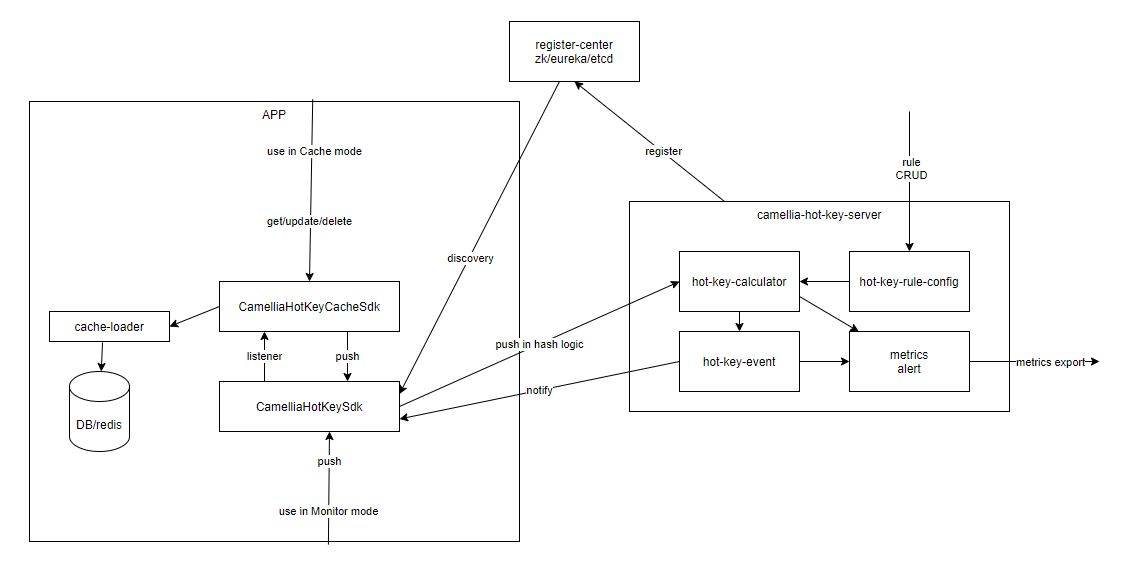 register-center
zk/eureka/etcd
APP
use in Cache mode
register
rule
CRUD
get/update/delete
camellia-hot-key-server
discovery
hot-key-calculator
hot-key-rule-config
CamelliaHotKeyCacheSdk
cache-loader
listener
push
push in hash logic
hot-key-event
metrics
alert
metrics export
notify
CamelliaHotKeySdk
DB/redis
push
use in Monitor mode